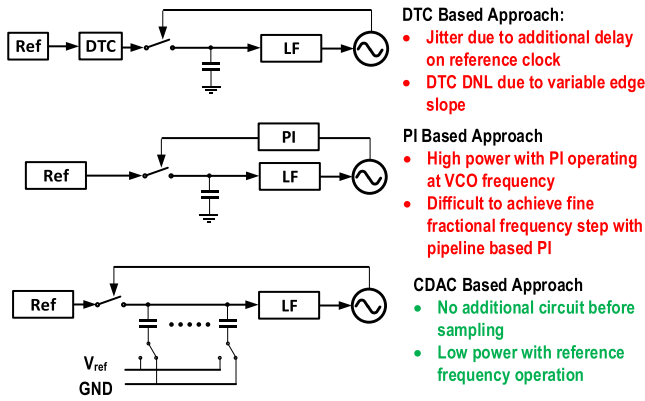 DTC Based Approach:
Ref
DTC
LF
• Jitter due to additional delay
on reference clock
• DTC DNL due to variable edge
slope
PI
PI Based Approach
Ref
LF
• High power with PI operating
at VCO frequency
• Difficult to achieve fine
fractional frequency step with
pipeline based PI
CDAC Based Approach
Ref
LF
• No additional circuit before
sampling
• Low power with reference
frequency operation
Vref
GND